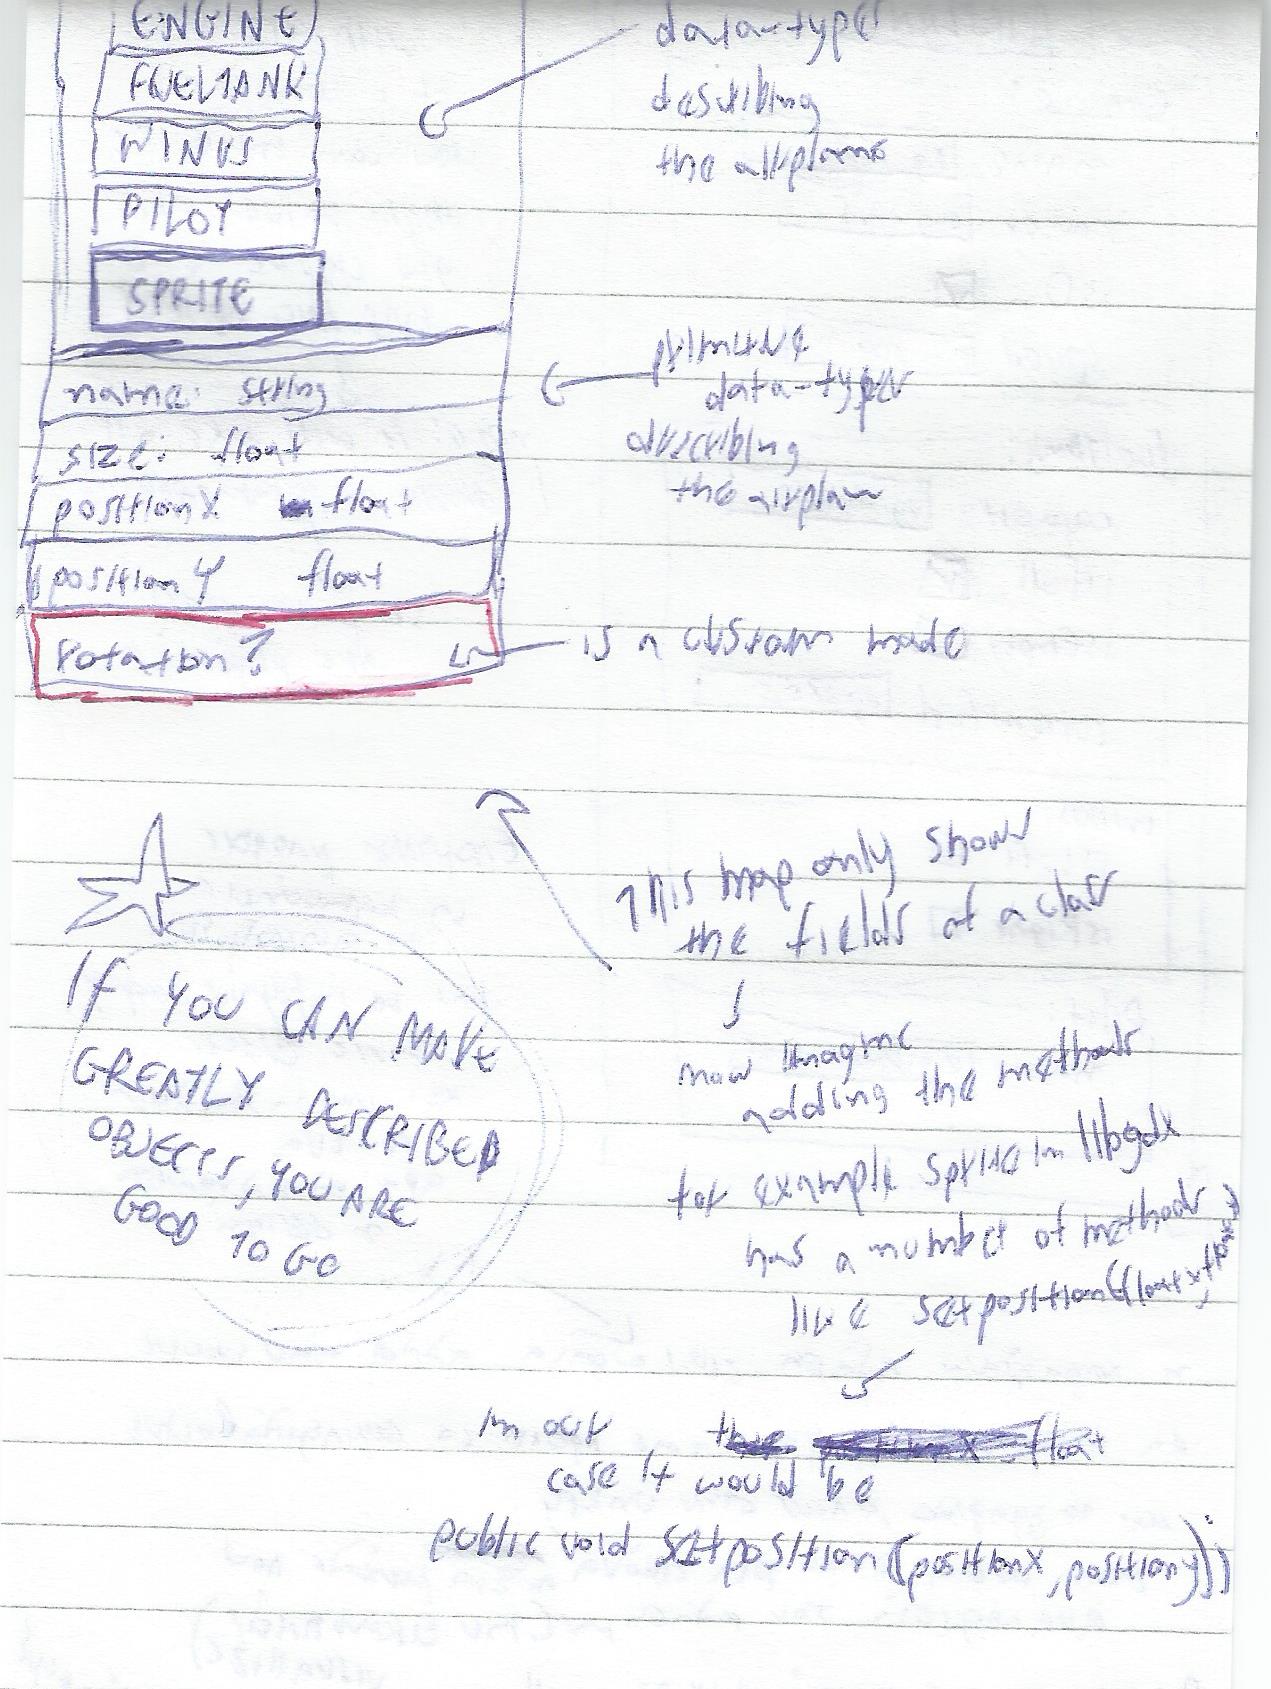 ENGINE
FUELTANK
WINGS
PILOT
SPRITE
data-type
describing
the airplane
name: string
size: float
positionX float
positionY float
rotation?
primitive
data-types
describing
the airplane
is a custom made
This map only shows
the fields of a class
now imagine
adding the methods
for example sprite in libgdx
has a number of methods
like setposition(float x, float y)
IF YOU CAN MAKE
GREATLY DESCRIBED
OBJECTS, YOU ARE
GOOD TO GO
in our float
case it would be
public void setposition((positionX, positiony));